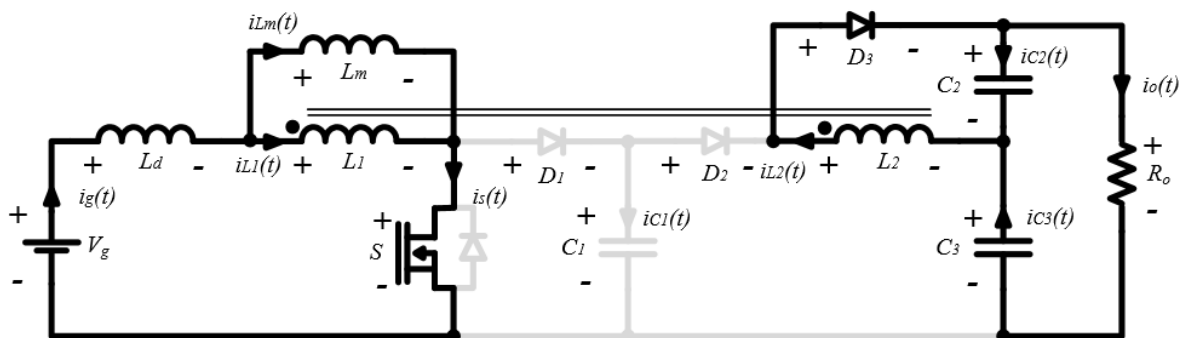 iLm(t)
+ Lm -
+ D3 -
+ iC2(t)
C2
-
io(t)
+ Ld -
iL1(t)
+ L1 -
+ D1
D2 -
iL2(t)
+ L2 -
+
Ro
-
ig(t)
is(t)
+
Vg
-
+
S
-
+ iC1(t)
C1
-
+ iC3(t)
C3
-